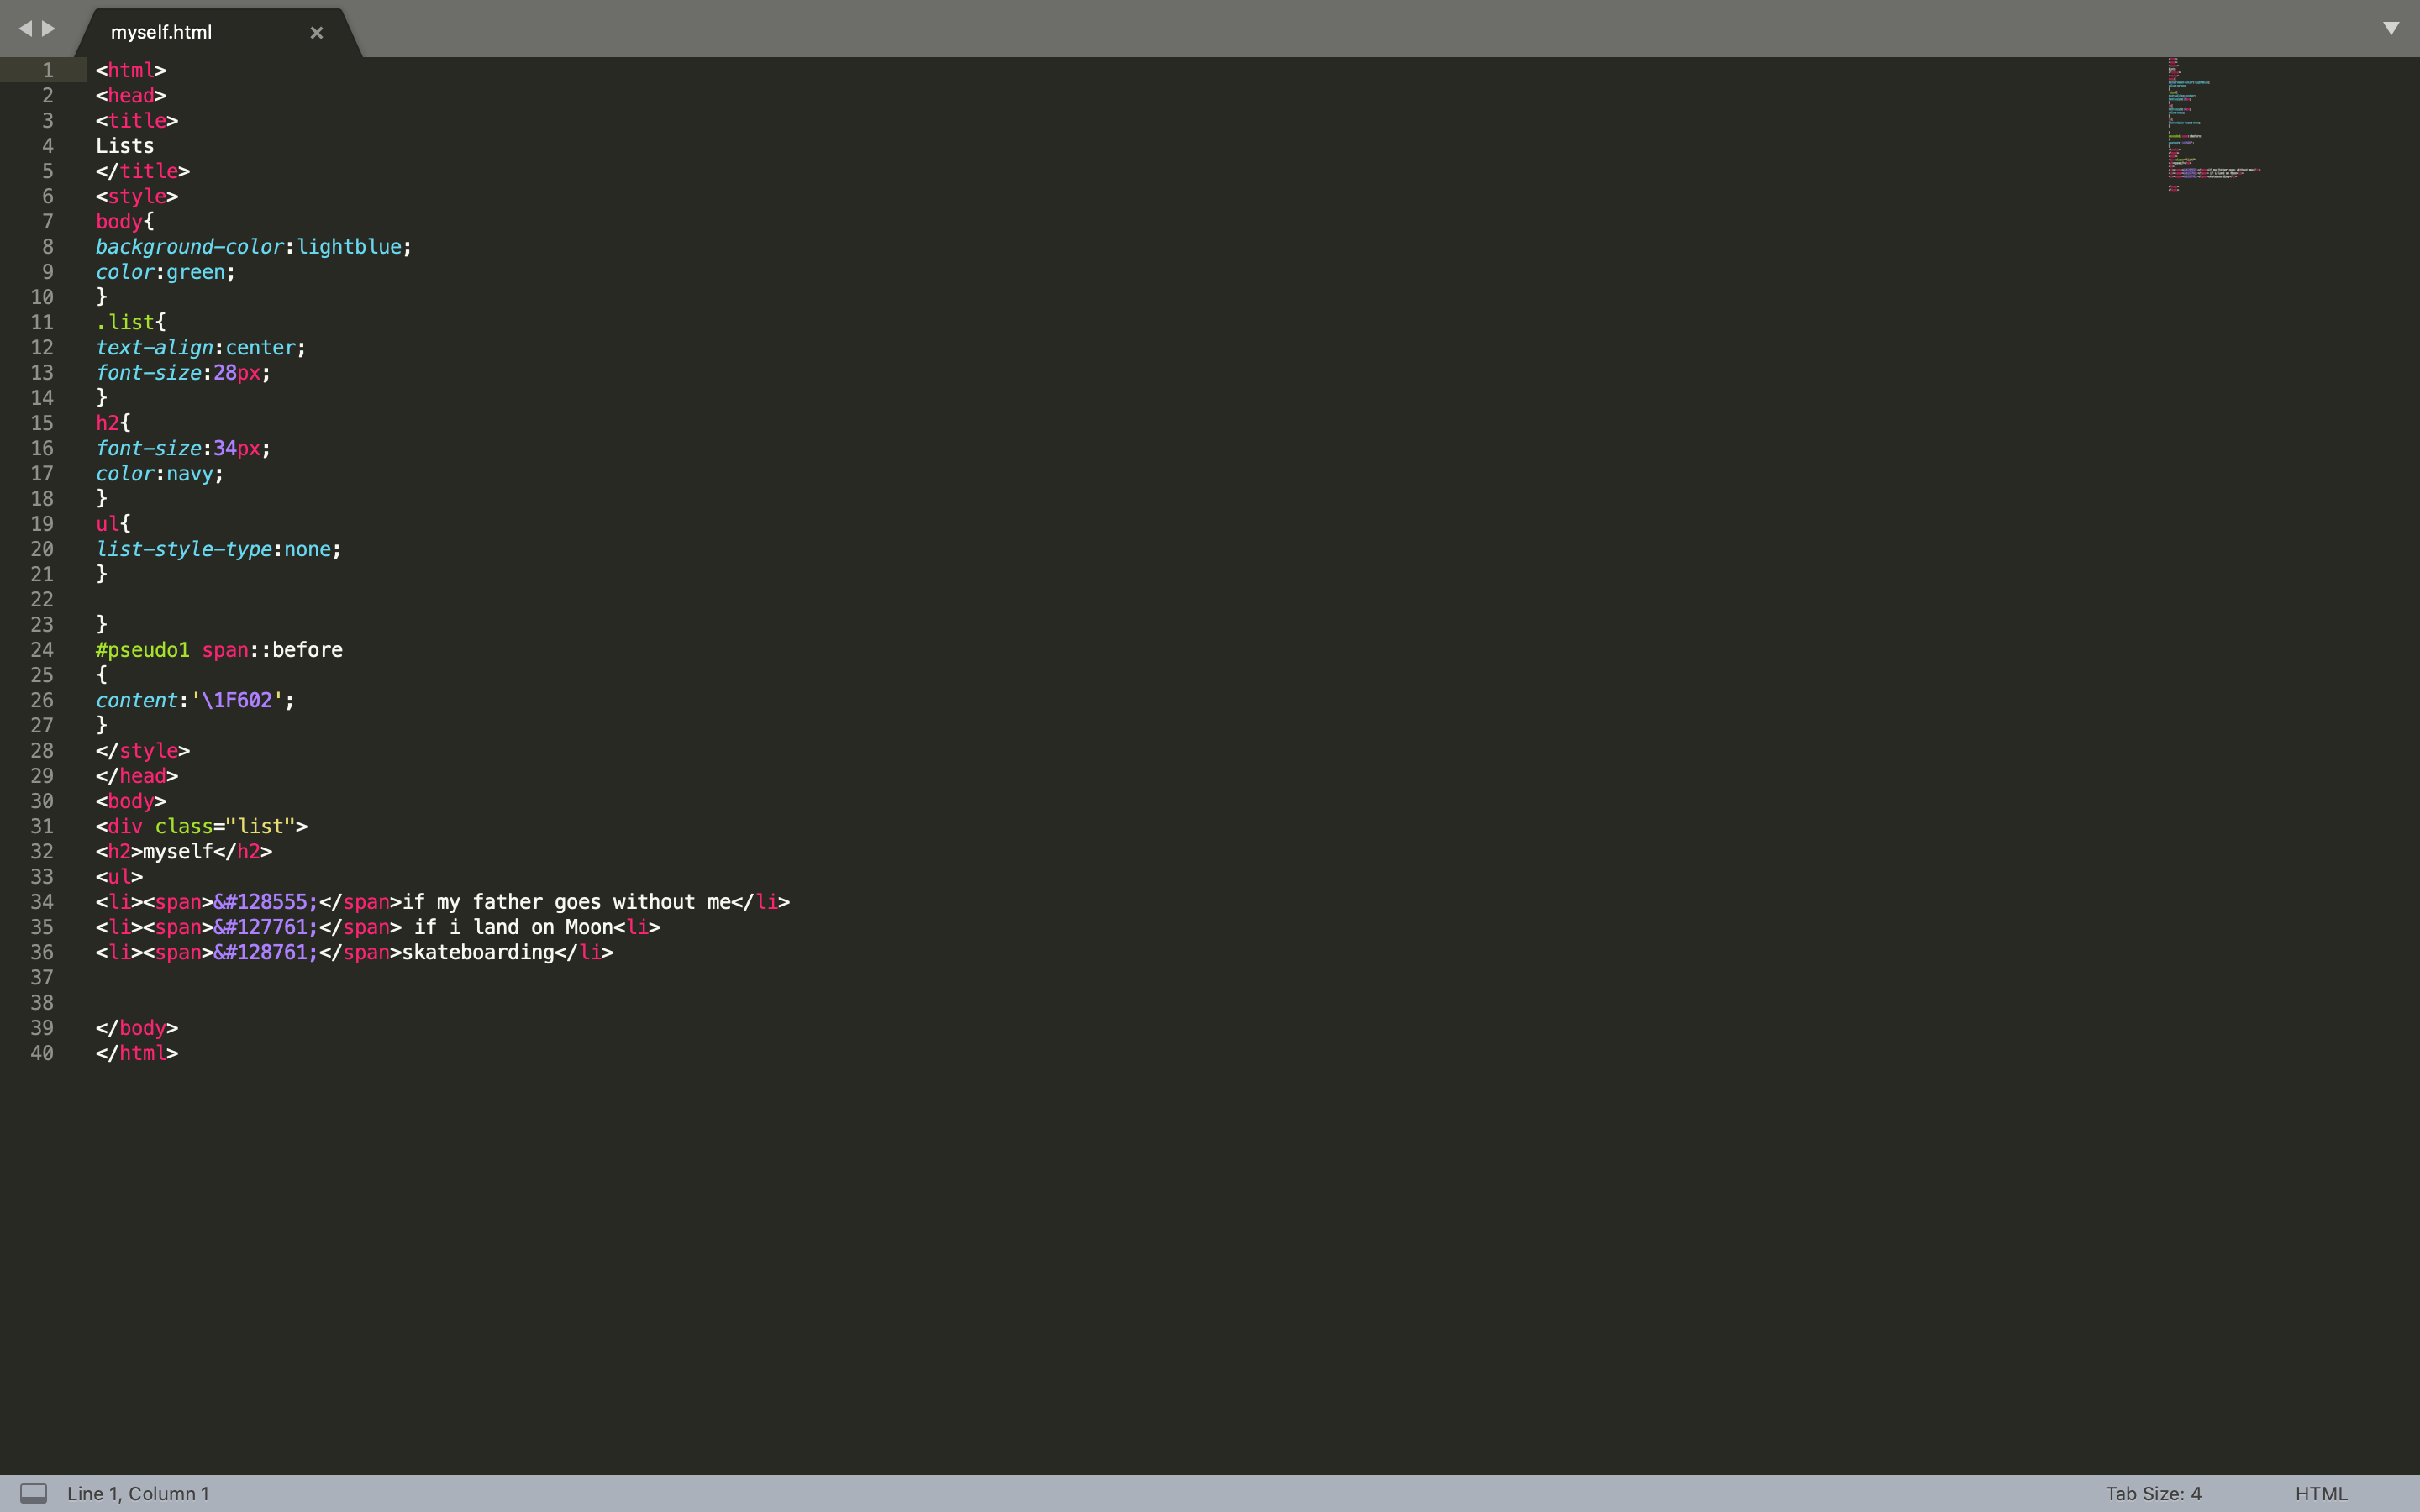 myself.html
1 <html>
2 <head>
3 <title>
4 Lists
5 </title>
6 <style>
7 body{
8 background-color:lightblue;
9 color:green;
10 }
11 .list{
12 text-align:center;
13 font-size:28px;
14 }
15 h2{
16 font-size:34px;
17 color:navy;
18 }
19 ul{
20 list-style-type:none;
21 }
22
23 }
24 #pseudo1 span::before
25 {
26 content:'\1F602';
27 }
28 </style>
29 </head>
30 <body>
31 <div class="list">
32 <h2>myself</h2>
33 <ul>
34 <li><span>&#128555;</span>if my father goes without me</li>
35 <li><span>&#127761;</span> if i land on Moon<li>
36 <li><span>&#128761;</span>skateboarding</li>
37
38
39 </body>
40 </html>
Line 1, Column 1
Tab Size: 4
HTML